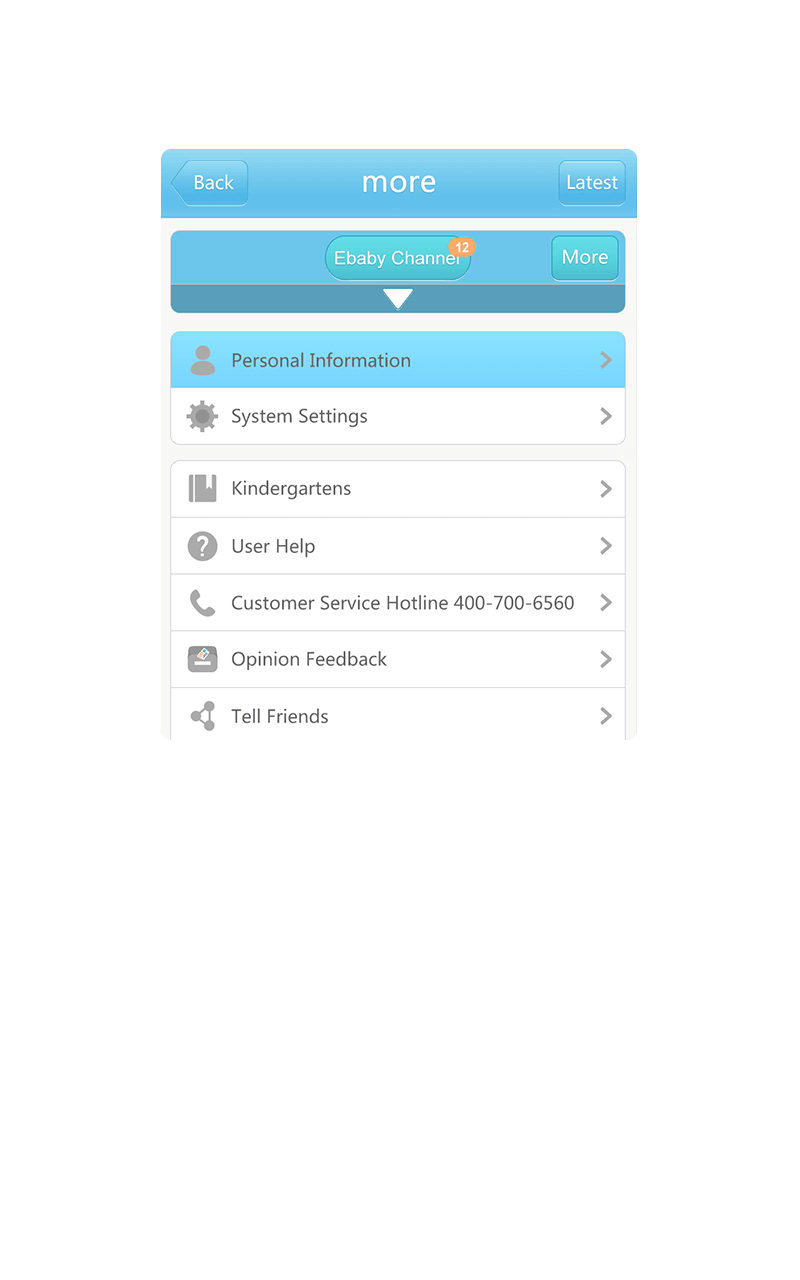 Back
more
Latest
Ebaby Channel
12
More
Personal Information
System Settings
Kindergartens
User Help
Customer Service Hotline 400-700-6560
Opinion Feedback
Tell Friends